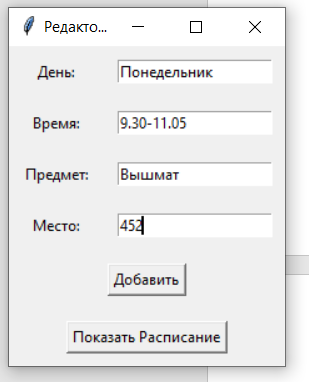 Редакто...
День: Понедельник
Время: 9.30-11.05
Предмет: Вышмат
Место: 452
Добавить
Показать Расписание